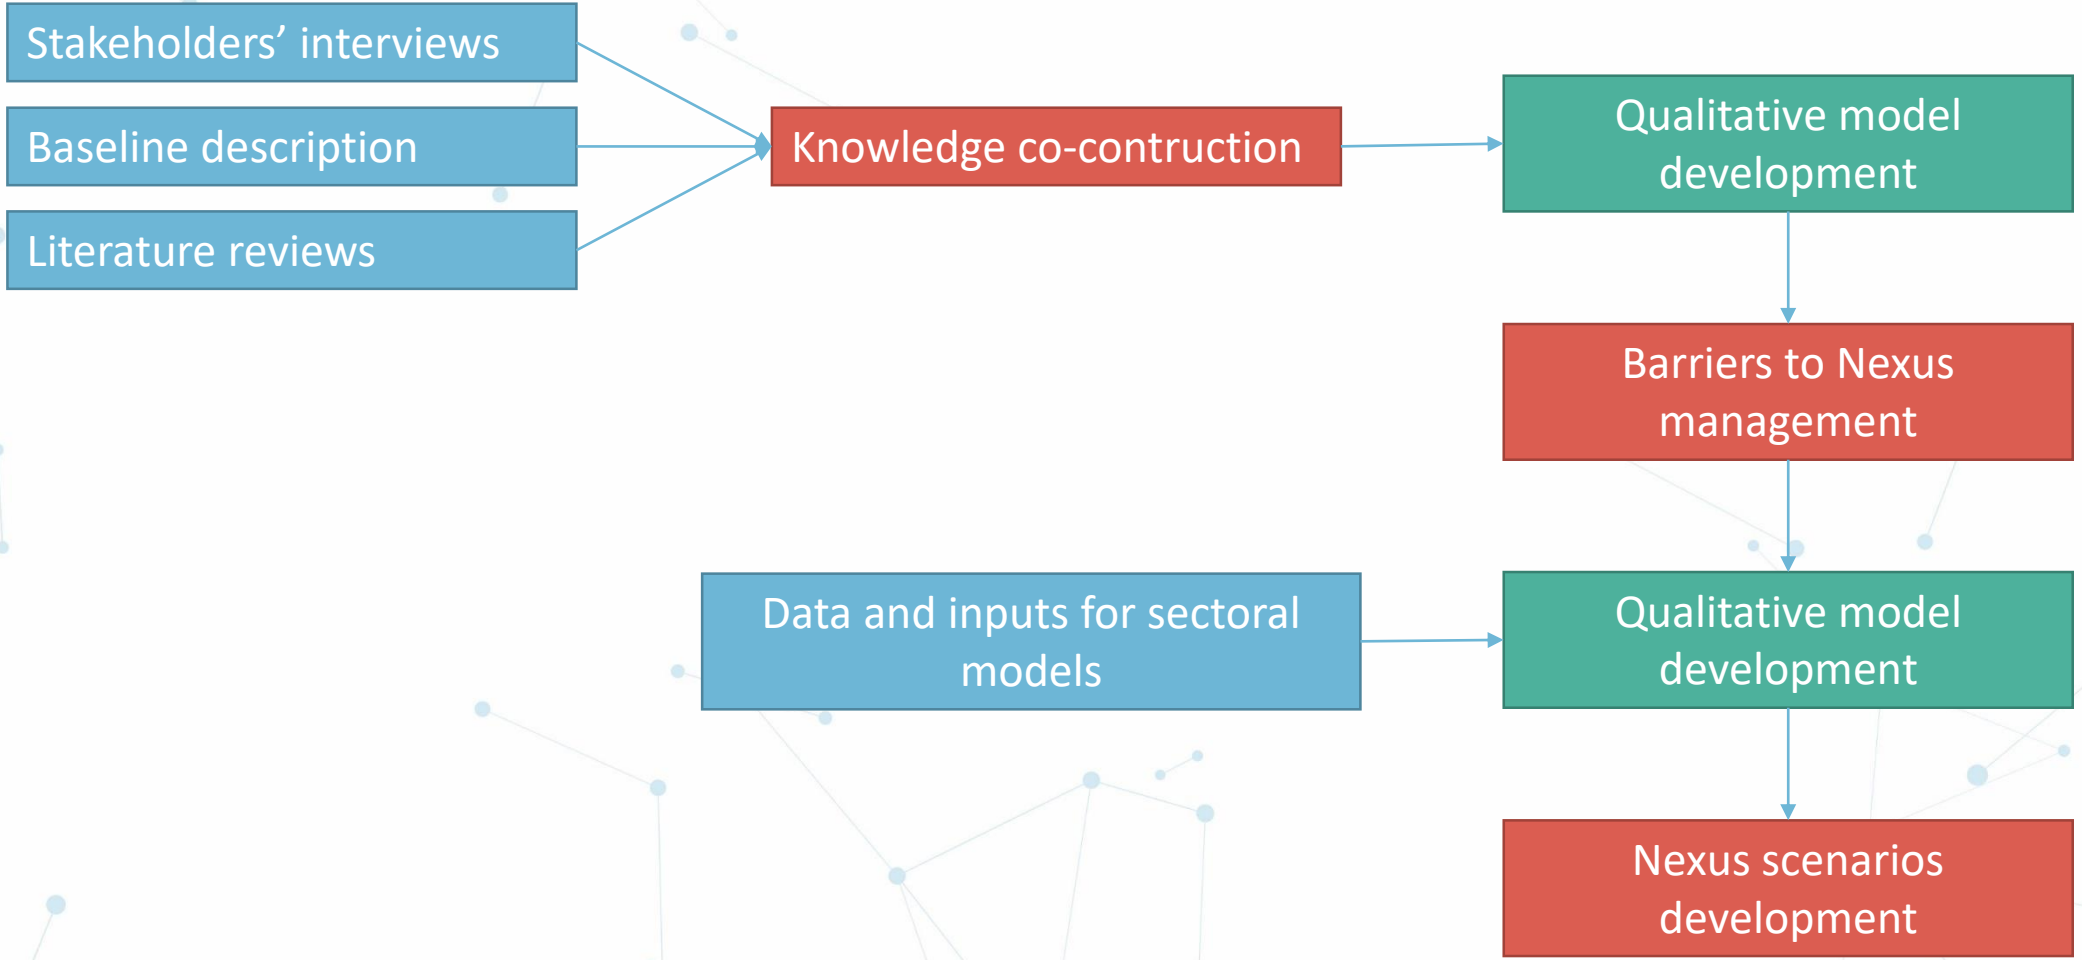 Stakeholders’ interviews
Baseline description
Literature reviews
Knowledge co-contruction
Qualitative model
development
Barriers to Nexus
management
Data and inputs for sectoral
models
Qualitative model
development
Nexus scenarios
development